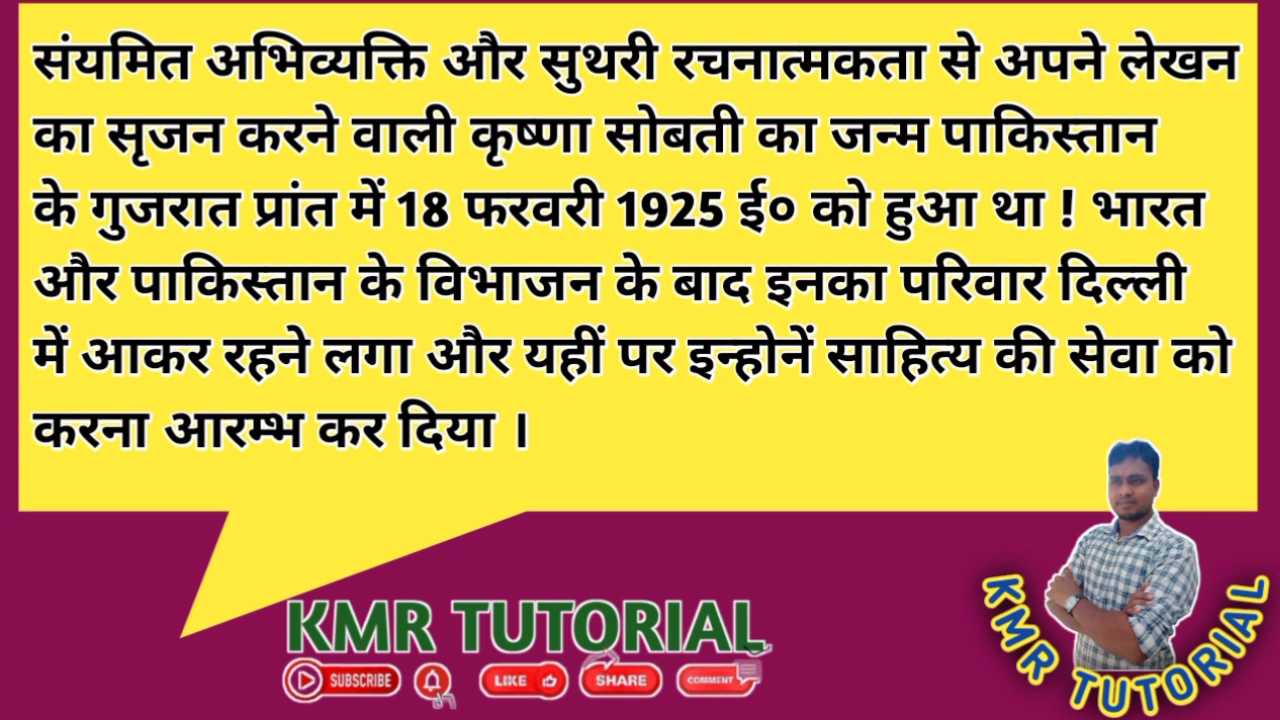 संयमित अभिव्यक्ति और सुथरी रचनात्मकता से अपने लेखन
का सृजन करने वाली कृष्णा सोबती का जन्म पाकिस्तान
के गुजरात प्रांत में 18 फरवरी 1925 ई० को हुआ था ! भारत
और पाकिस्तान के विभाजन के बाद इनका परिवार दिल्ली
में आकर रहने लगा और यहीं पर इन्होनें साहित्य की सेवा को
करना आरम्भ कर दिया ।
KMR TUTORIAL
SUBSCRIBE LIKE SHARE COMMENT
KMR TUTORIAL